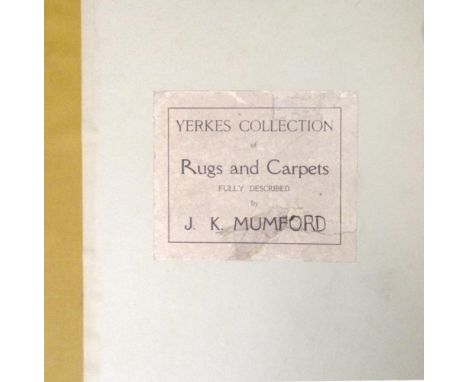 YERKES COLLECTION
of
Rugs and Carpets
FULLY DESCRIBED
by
J. K. MUMFORD